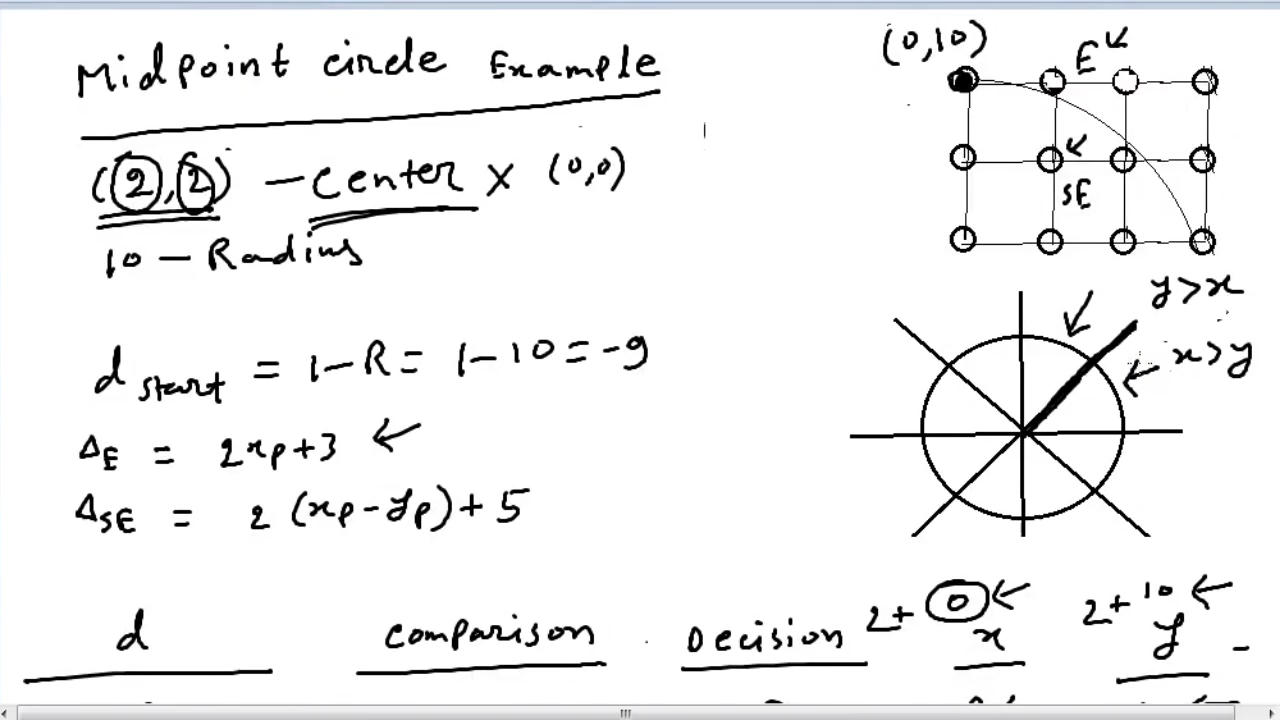 Midpoint circle Example
(2,2) - center × (0,0)
10 - Radius
d start = 1-R = 1-10 = -9
ΔE = 2xp+3
ΔSE = 2 (xp-yp)+5
(0,10)
E
SE
y>x
x>y
d comparison Decision 2+ 0 x 2+ 10 y